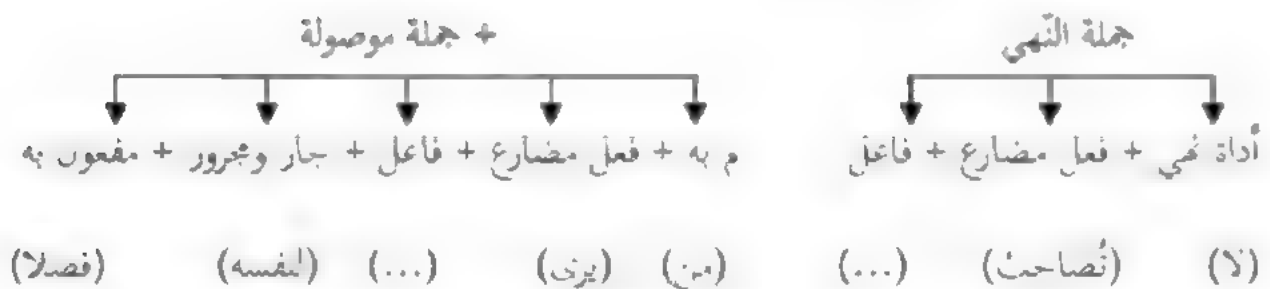 جملة النّهي + جملة موصولة
أداة نهي + فعل مضارع + فاعل م به + فعل مضارع + فاعل + جار ومجرور + مفعول به
(لا) (تُصاحبْ) (...) (من) (يرى) (...) (لنفسه) (فضلا)